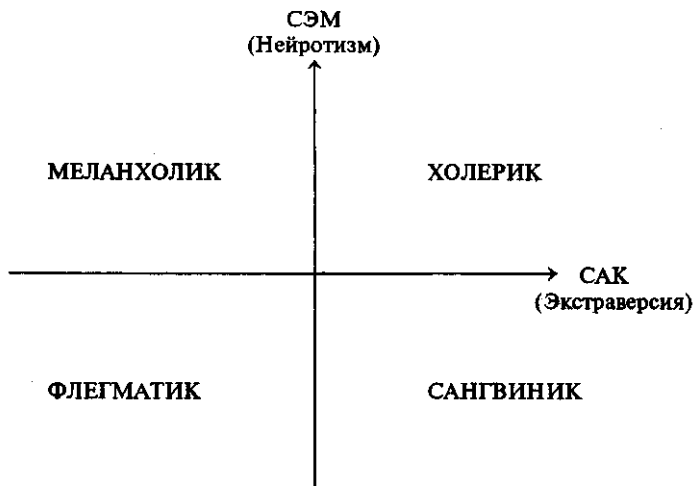 СЭМ
(Нейротизм)
МЕЛАНХОЛИК
ХОЛЕРИК
САК
(Экстраверсия)
ФЛЕГМАТИК
САНГВИНИК